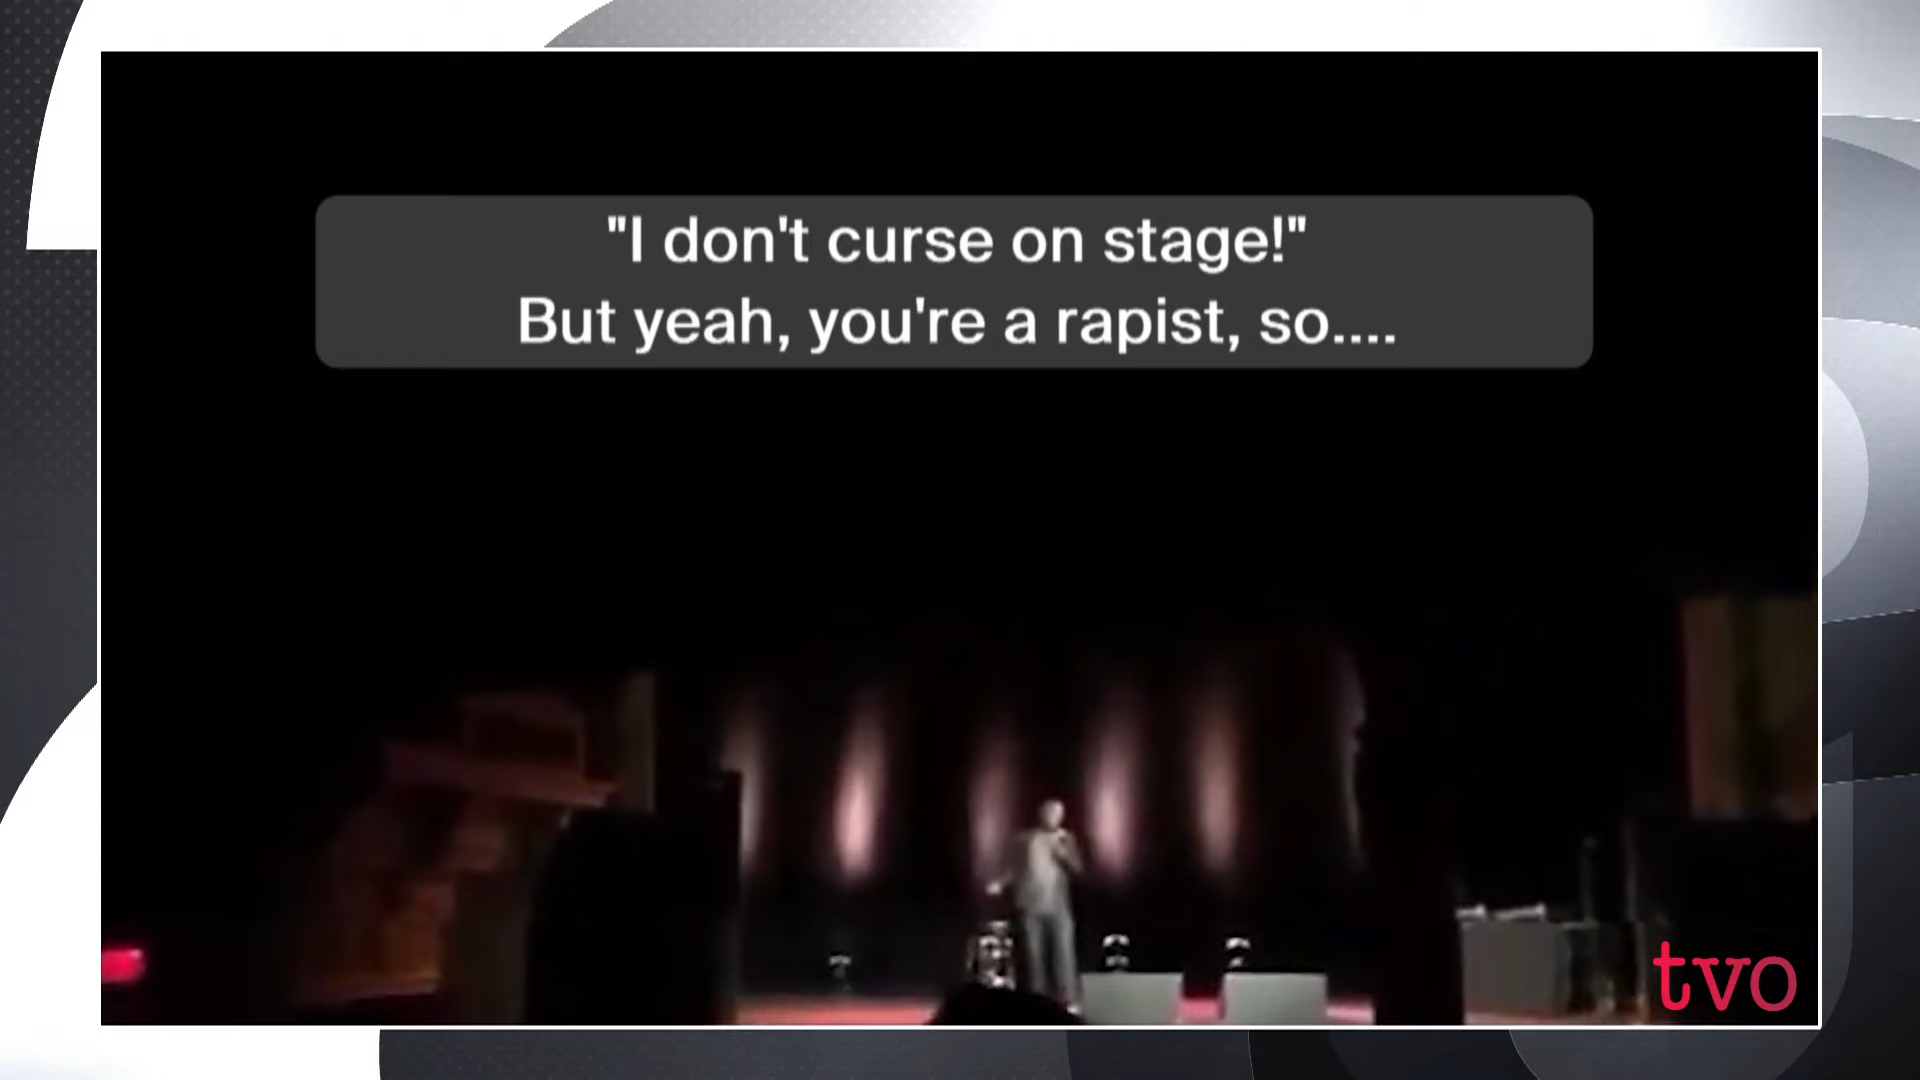 "I don't curse on stage!"
But yeah, you're a rapist, so....
tvo